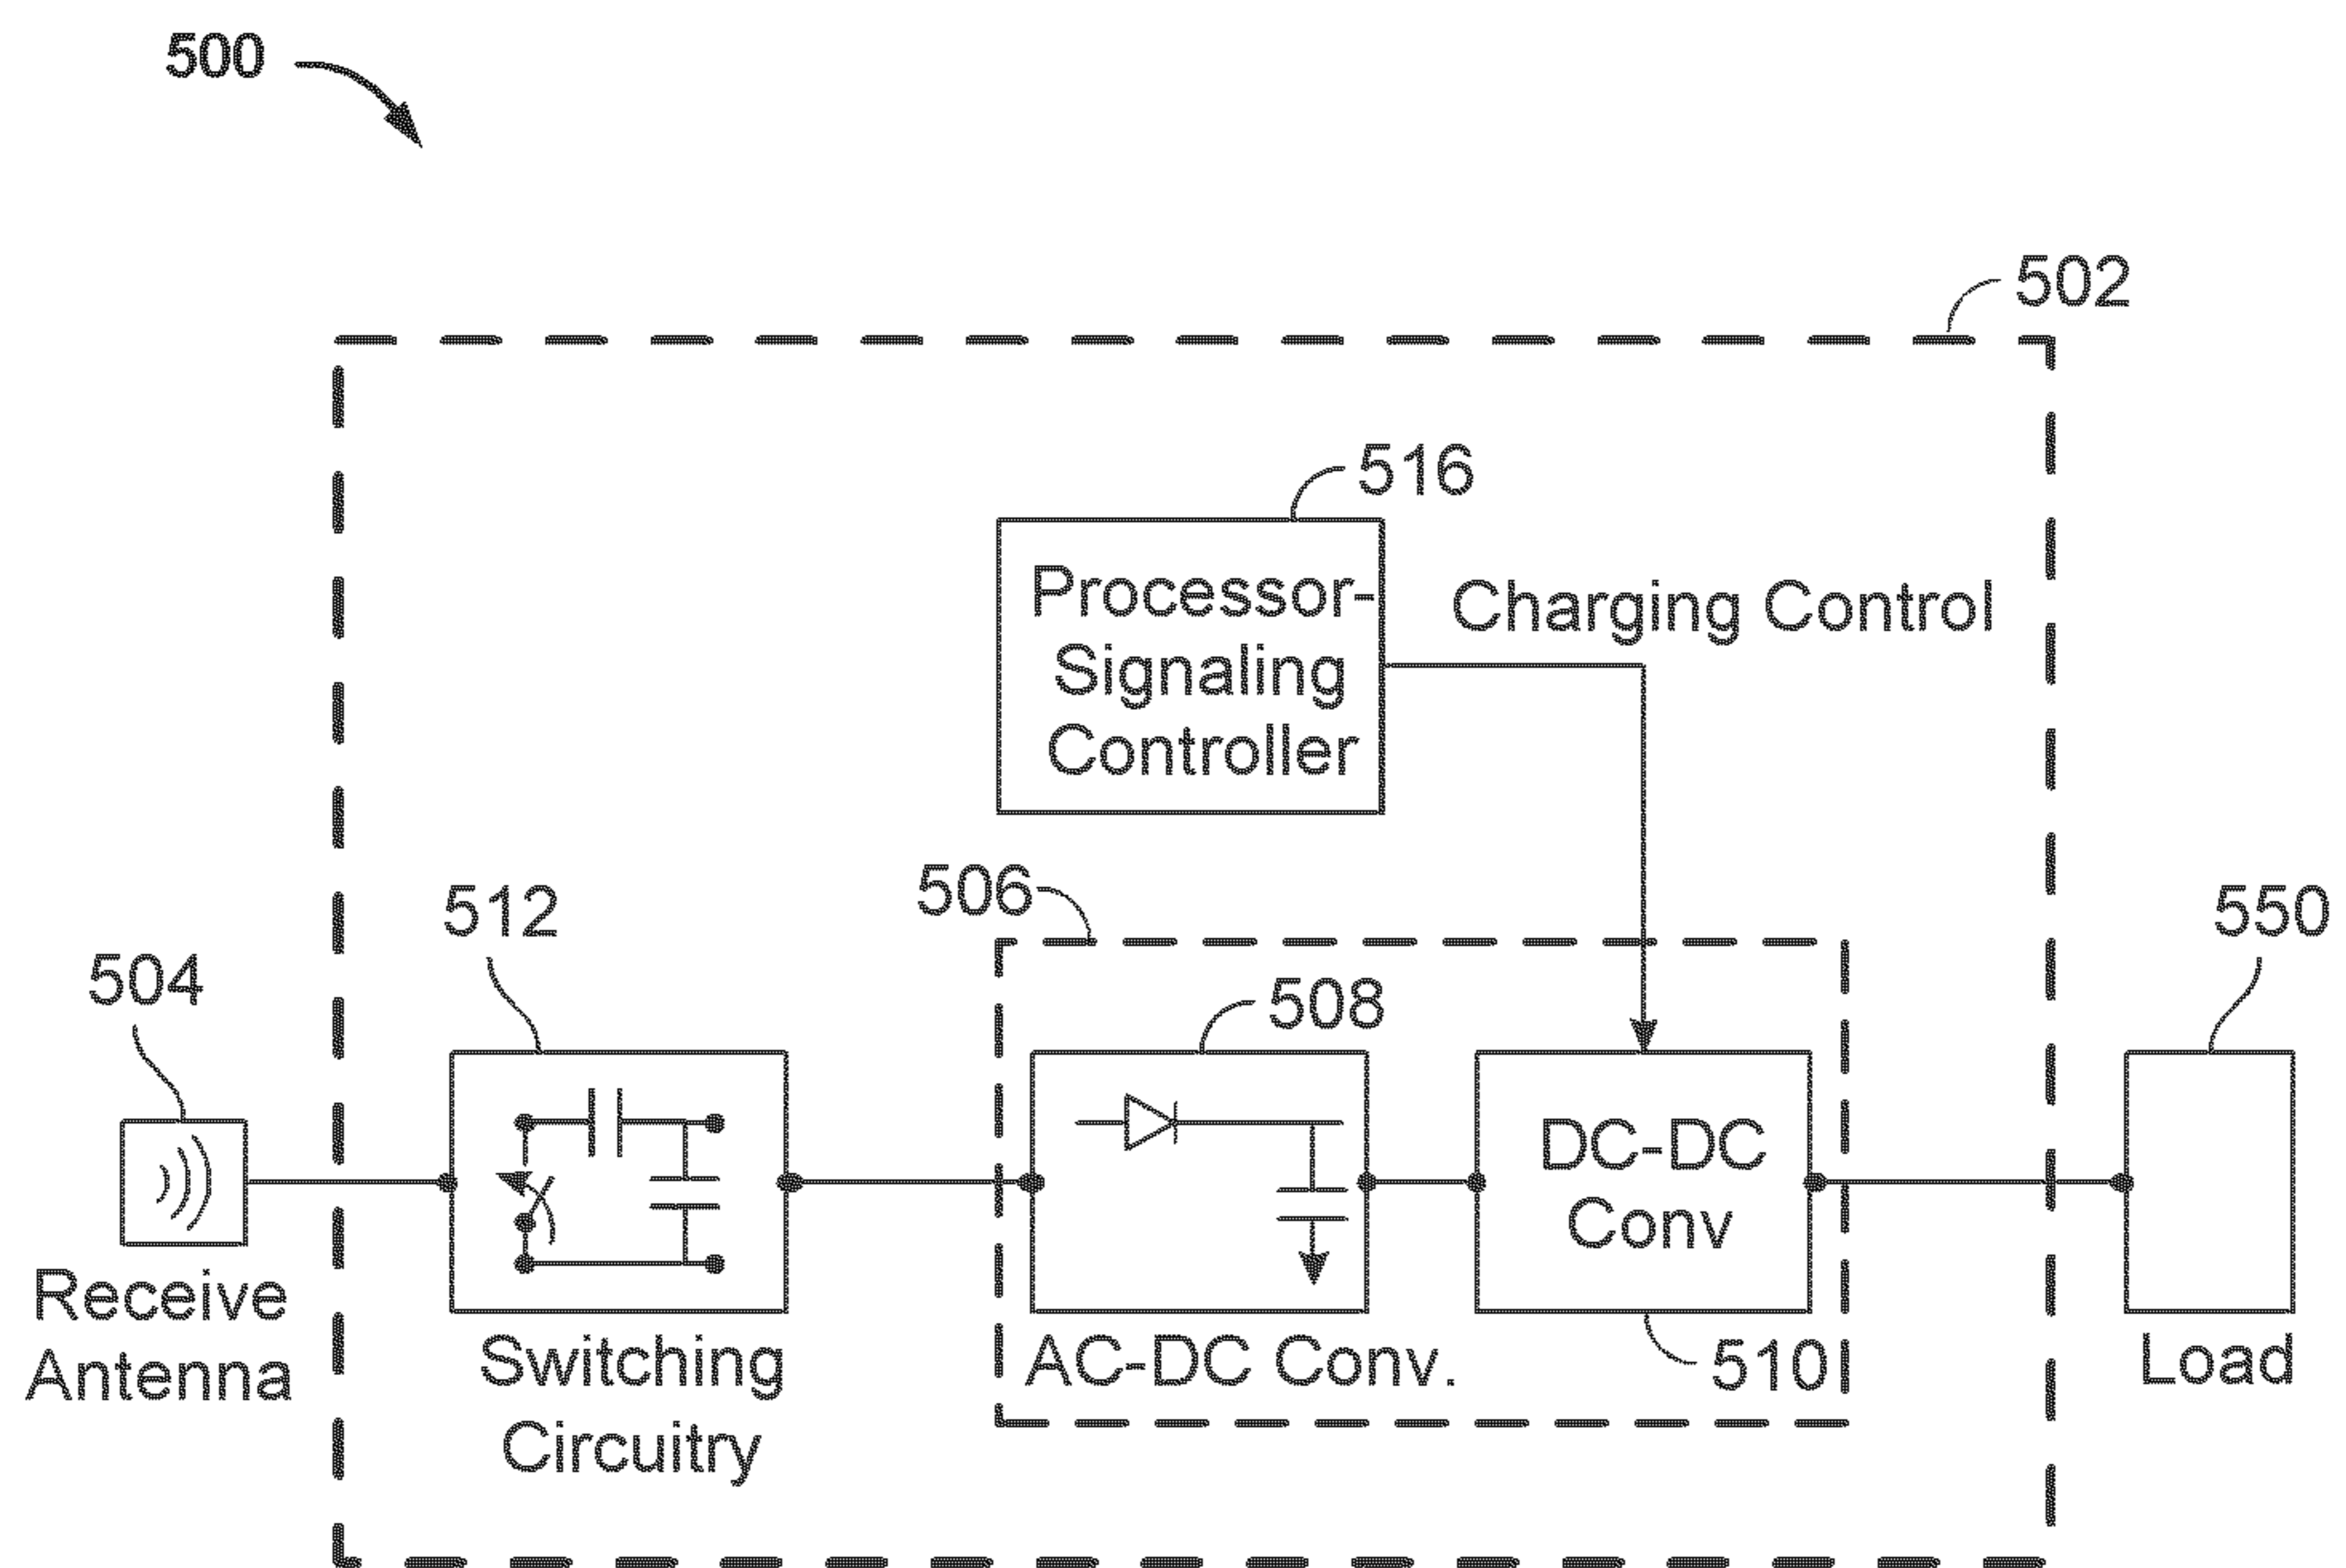 500
502
516
Processor-
Signaling
Controller
Charging Control
506
512
550
504
508
DC-DC
Conv
Receive
Antenna
Switching
Circuitry
AC-DC Conv.
510
Load